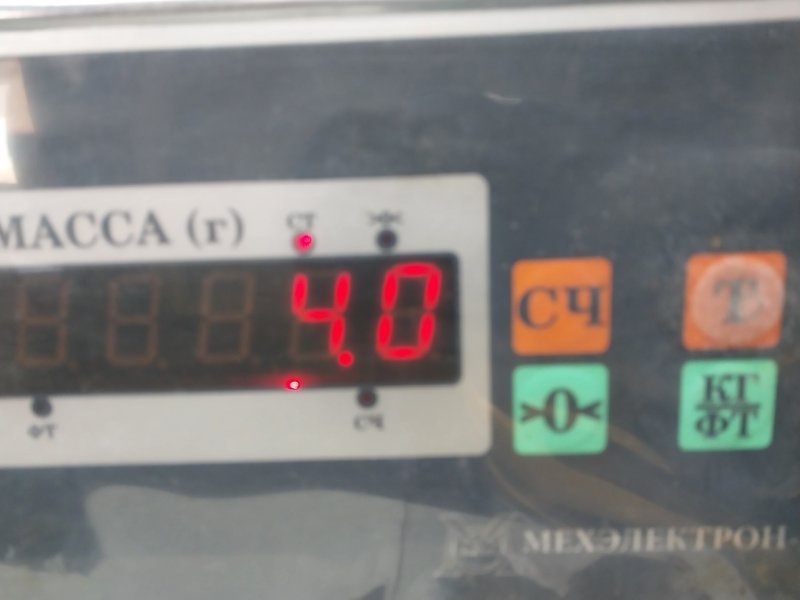 МАССА (г)
СТ
4.0
ФТ
СЧ
СЧ
Т
>0<
КГ
ФТ
МЕХЭЛЕКТРОН